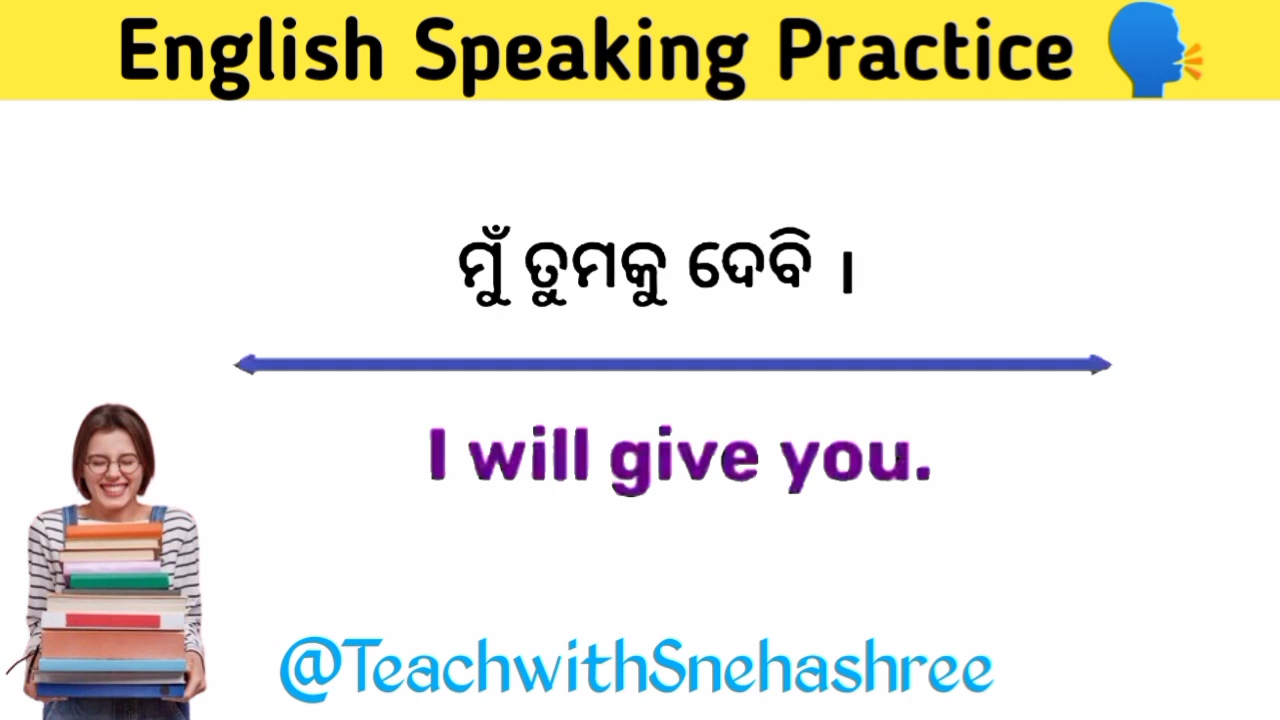 English Speaking Practice
ମୁଁ ତୁମକୁ ଦେବି ।
I will give you.
@TeachwithSnehashree